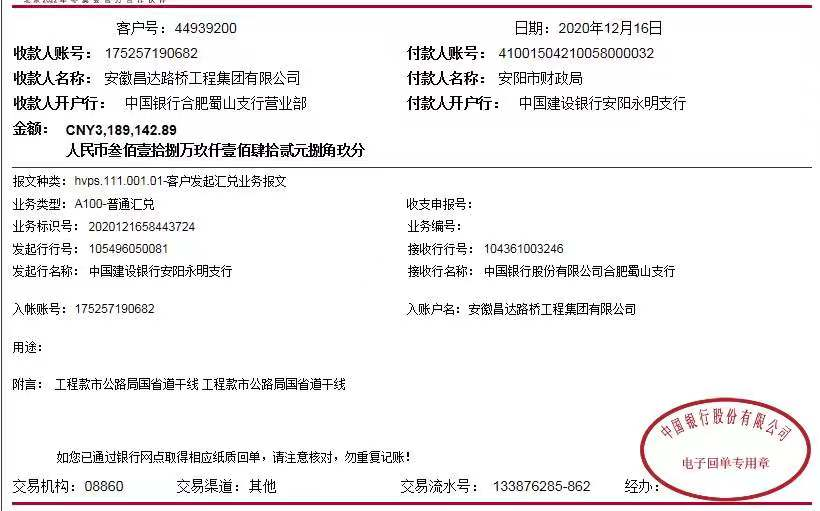 客户号：44939200 日期：2020年12月16日
收款人账号：175257190682 付款人账号：41001504210058000032
收款人名称：安徽昌达路桥工程集团有限公司 付款人名称：安阳市财政局
收款人开户行：中国银行合肥蜀山支行营业部 付款人开户行：中国建设银行安阳永明支行
金额：CNY3,189,142.89
人民币叁佰壹拾捌万玖仟壹佰肆拾贰元捌角玖分
报文种类：hvps.111.001.01-客户发起汇兑业务报文
业务类型：A100-普通汇兑 收支申报号：
业务标识号：2020121658443724 业务编号：
发起行行号：105496050081 接收行行号：104361003246
发起行名称：中国建设银行安阳永明支行 接收行名称：中国银行股份有限公司合肥蜀山支行
入帐账号：175257190682 入账户名：安徽昌达路桥工程集团有限公司
用途：
附言：工程款市公路局国省道干线 工程款市公路局国省道干线
中国银行股份有限公司
电子回单专用章
如您已通过银行网点取得相应纸质回单，请注意核对，勿重复记账！
交易机构：08860 交易渠道：其他 交易流水号：133876285-862 经办：